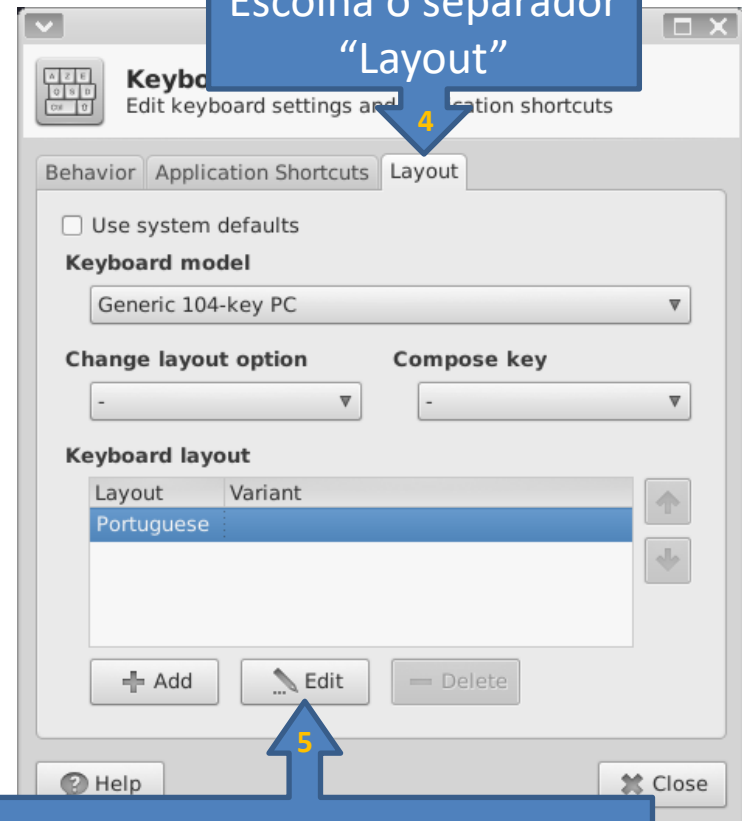 Escolha o separador
“Layout”
4
Edit keyboard settings and
shortcuts
Behavior Application Shortcuts Layout
Use system defaults
Keyboard model
Generic 104-key PC
Change layout option Compose key
- -
Keyboard layout
Layout Variant
Portuguese
Add Edit Delete
5
Help Close